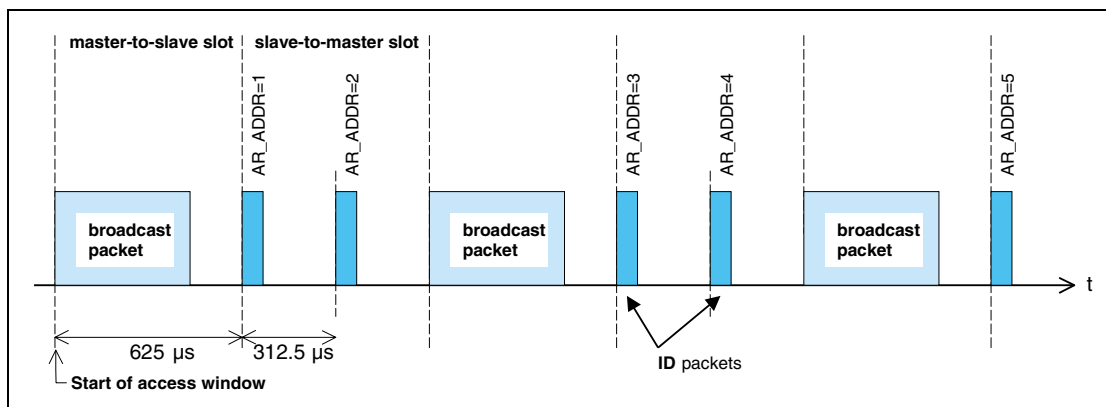 master-to-slave slot
slave-to-master slot
AR_ADDR=1
AR_ADDR=2
AR_ADDR=3
AR_ADDR=4
AR_ADDR=5
broadcast
packet
broadcast
packet
broadcast
packet
t
625 µs
312.5 µs
ID packets
Start of access window